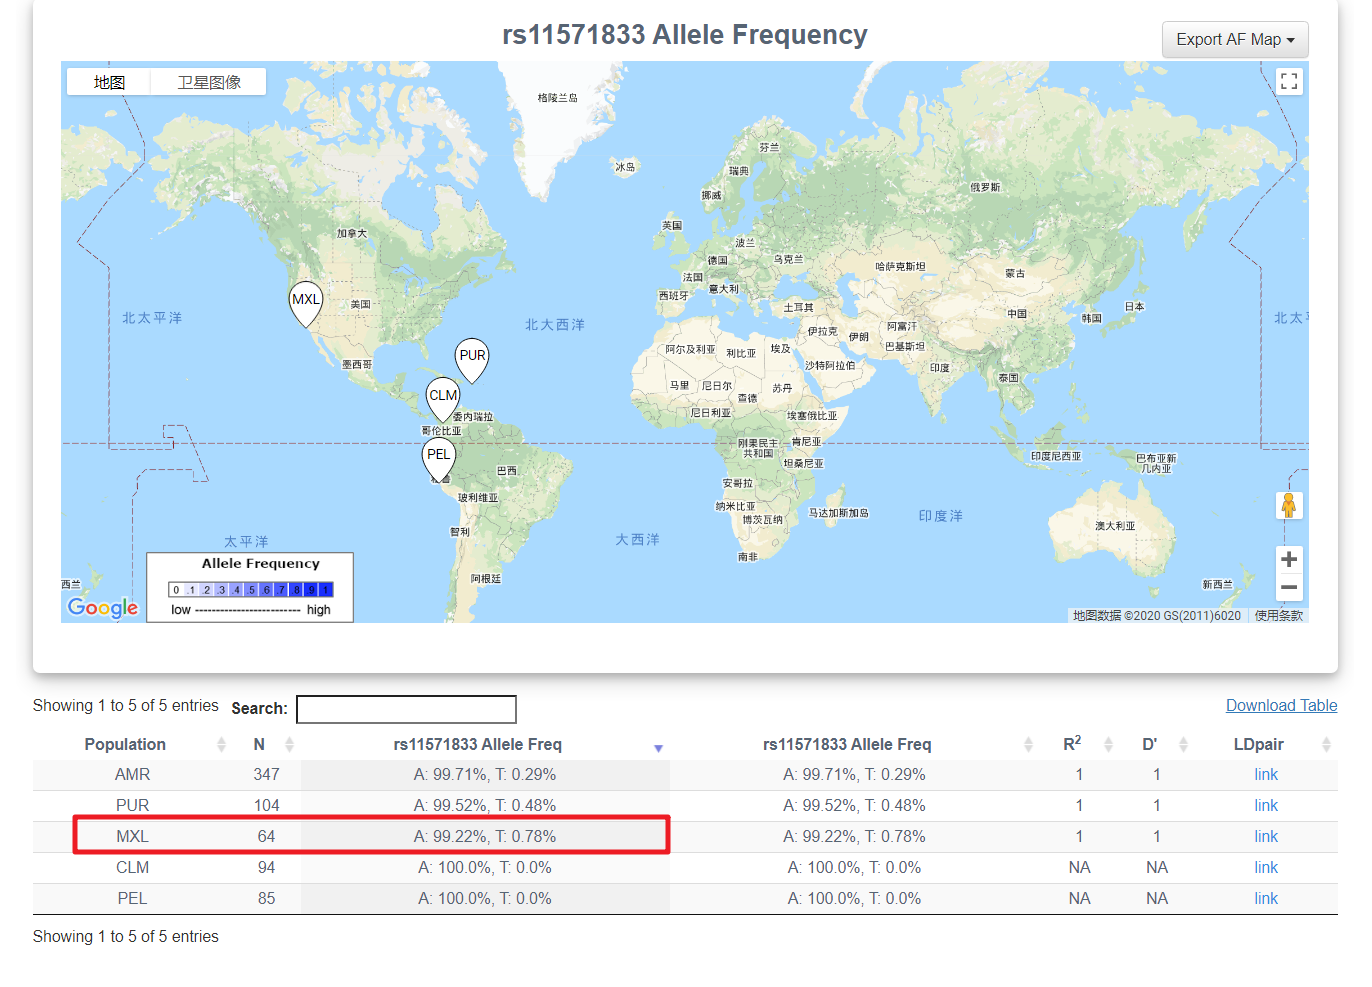 rs11571833 Allele Frequency
Export AF Map
地图
卫星图像
格陵兰岛
冰岛
芬兰
瑞典
挪威
俄罗斯
英国
加拿大
波兰
德国
乌克兰
法国
哈萨克斯坦
蒙古
意大利
西班牙
MXL
美国
土耳其
日本
中国
韩国
北太平洋
北大西洋
北太
伊拉克
阿富汗
伊朗
阿尔及利亚
利比亚
埃及
巴基斯坦
PUR
墨西哥
沙特阿拉伯
印度
泰国
马里
尼日尔
苏丹
CLM
查德
委内瑞拉
尼日利亚
埃塞俄比亚
哥伦比亚
刚果民主
共和国
肯尼亚
PEL
印度尼西亚
巴布亚新
几内亚
坦桑尼亚
巴西
安哥拉
玻利维亚
纳米比亚
博茨瓦纳
马达加斯加岛
印度洋
澳大利亚
智利
太平洋
大西洋
南非
Allele Frequency
阿根廷
西兰
新西兰
0 .1 .2 .3 .4 .5 .6 .7 .8 .9 1
low -------------------------- high
Google
地图数据 ©2020 GS(2011)6020
使用条款
Showing 1 to 5 of 5 entries Search:
Download Table
Population N rs11571833 Allele Freq rs11571833 Allele Freq R2 D' LDpair
AMR 347 A: 99.71%, T: 0.29% A: 99.71%, T: 0.29% 1 1 link
PUR 104 A: 99.52%, T: 0.48% A: 99.52%, T: 0.48% 1 1 link
MXL 64 A: 99.22%, T: 0.78% A: 99.22%, T: 0.78% 1 1 link
CLM 94 A: 100.0%, T: 0.0% A: 100.0%, T: 0.0% NA NA link
PEL 85 A: 100.0%, T: 0.0% A: 100.0%, T: 0.0% NA NA link
Showing 1 to 5 of 5 entries